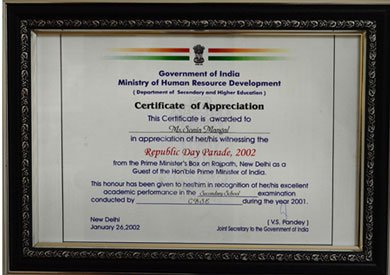 Government of India
Ministry of Human Resource Development
( Department of Secondary and Higher Education )
Certificate of Appreciation
This Certificate is awarded to
Ms. Sonia Mangal
in appreciation of her/his witnessing the
Republic Day Parade, 2002
from the Prime Minister's Box on Rajpath, New Delhi as a
Guest of the Hon'ble Prime Minister of India.
This honour has been given to her/him in recognition of her/his excellent
academic performance in the Secondary School examination
conducted by CBSE during the year 2001.
New Delhi
January 26,2002
( V.S. Pandey )
Joint Secretary to the Government of India